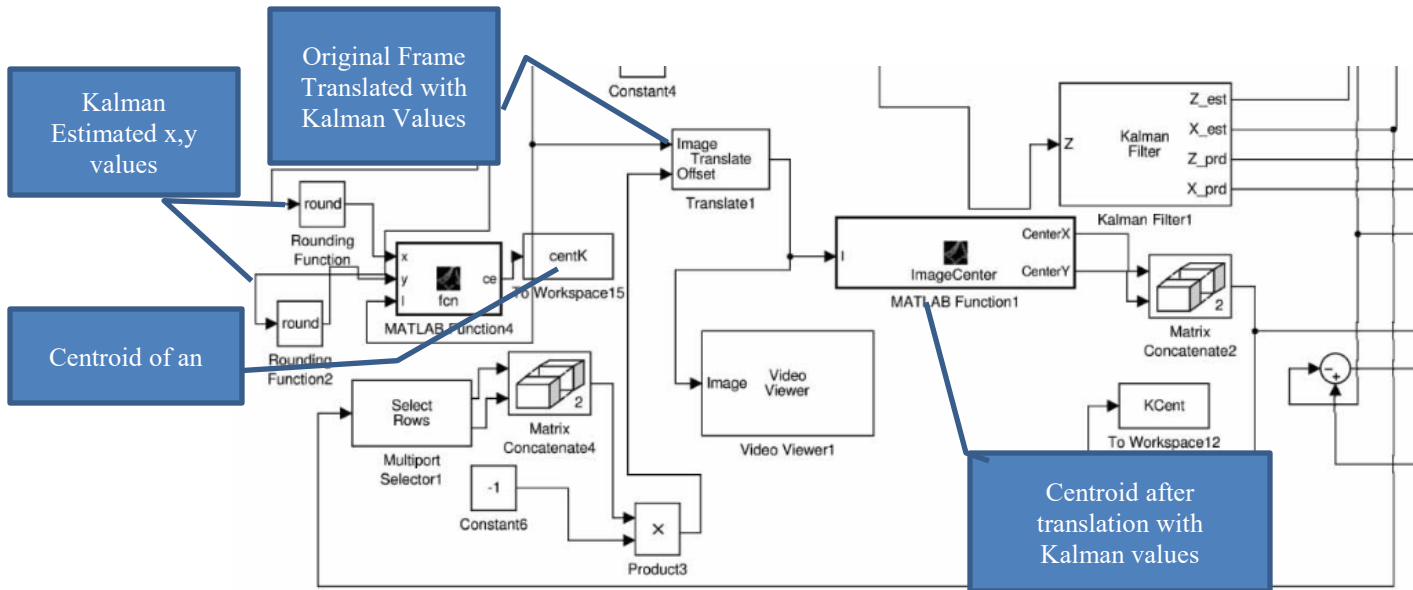 Kalman
Estimated x,y
values
Original Frame
Translated with
Kalman Values
Constant4
Image
Translate
Offset
Translate1
Z
Kalman
Filter
Z_est
X_est
Z_prd
X_prd
Kalman Filter1
round
Rounding
Function
x
y
I
fcn
ce
MATLAB Function4
centK
To Workspace15
round
Rounding
Function2
Centroid of an
I
ImageCenter
CenterX
CenterY
MATLAB Function1
2
Matrix
Concatenate2
Image
Video
Viewer
Video Viewer1
Select
Rows
Multiport
Selector1
2
Matrix
Concatenate4
-1
Constant6
×
Product3
−
+
KCent
To Workspace12
Centroid after
translation with
Kalman values